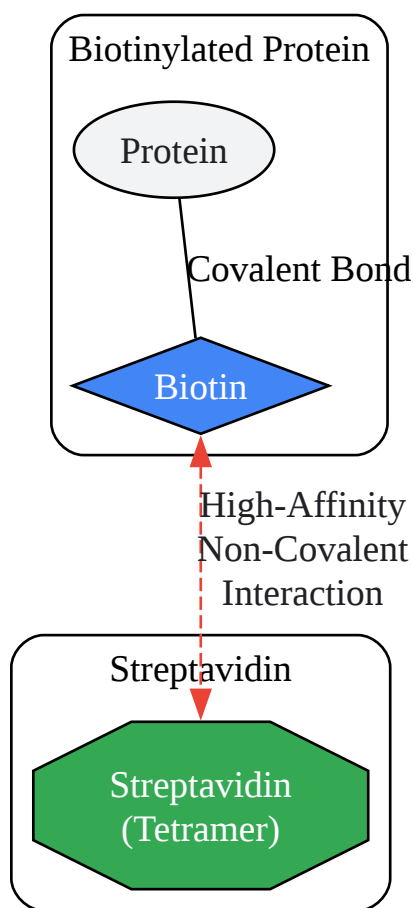 Biotinylated Protein
Protein
Covalent Bond
Biotin
High-Affinity
Non-Covalent
Interaction
Streptavidin
Streptavidin
(Tetramer)